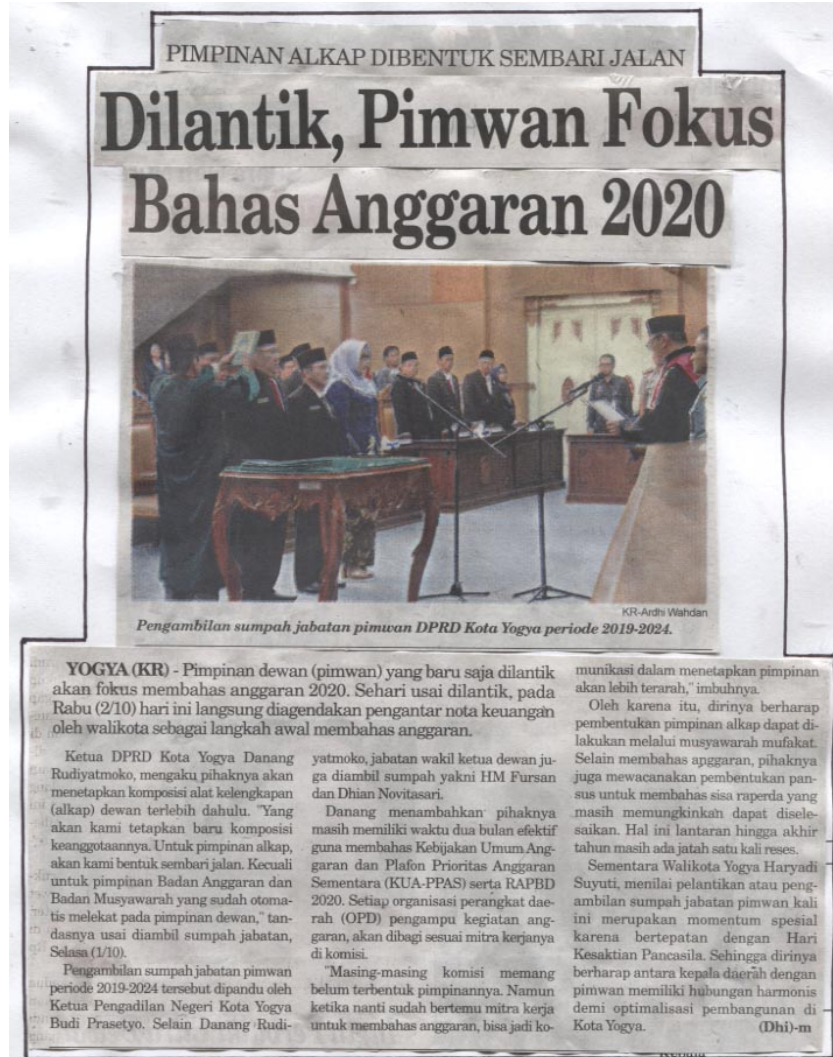 PIMPINAN ALKAP DIBENTUK SEMBARI JALAN
Dilantik, Pimwan Fokus
Bahas Anggaran 2020
KR-Ardhi Wahdan
Pengambilan sumpah jabatan pimwan DPRD Kota Yogya periode 2019-2024.
YOGYA (KR) - Pimpinan dewan (pimwan) yang baru saja dilantik
akan fokus membahas anggaran 2020. Sehari usai dilantik, pada
Rabu (2/10) hari ini langsung diagendakan pengantar nota keuangan
oleh walikota sebagai langkah awal membahas anggaran.
Ketua DPRD Kota Yogya Danang
Rudiyatmoko, mengaku pihaknya akan
menetapkan komposisi alat kelengkapan
(alkap) dewan terlebih dahulu. "Yang
akan kami tetapkan baru komposisi
keanggotaannya. Untuk pimpinan alkap,
akan kami bentuk sembari jalan. Kecuali
untuk pimpinan Badan Anggaran dan
Badan Musyawarah yang sudah otoma-
tis melekat pada pimpinan dewan," tan-
dasnya usai diambil sumpah jabatan,
Selasa (1/10).
Pengambilan sumpah jabatan pimwan
periode 2019-2024 tersebut dipandu oleh
Ketua Pengadilan Negeri Kota Yogya
Budi Prasetyo. Selain Danang Rudi-
yatmoko, jabatan wakil ketua dewan ju-
ga diambil sumpah yakni HM Fursan
dan Dhian Novitasari.
Danang menambahkan pihaknya
masih memiliki waktu dua bulan efektif
guna membahas Kebijakan Umum Ang-
garan dan Plafon Prioritas Anggaran
Sementara (KUA-PPAS) serta RAPBD
2020. Setiap organisasi perangkat dae-
rah (OPD) pengampu kegiatan ang-
garan, akan dibagi sesuai mitra kerjanya
di komisi.
"Masing-masing komisi memang
belum terbentuk pimpinannya. Namun
ketika nanti sudah bertemu mitra kerja
untuk membahas anggaran, bisa jadi ko-
munikasi dalam menetapkan pimpinan
akan lebih terarah," imbuhnya.
Oleh karena itu, dirinya berharap
pembentukan pimpinan alkap dapat di-
lakukan melalui musyawarah mufakat.
Selain membahas anggaran, pihaknya
juga mewacanakan pembentukan pan-
sus untuk membahas sisa raperda yang
masih memungkinkan dapat disele-
saikan. Hal ini lantaran hingga akhir
tahun masih ada jatah satu kali reses.
Sementara Walikota Yogya Haryadi
Suyuti, menilai pelantikan atau peng-
ambilan sumpah jabatan pimwan kali
ini merupakan momentum spesial
karena bertepatan dengan Hari
Kesaktian Pancasila. Sehingga dirinya
berharap antara kepala daerah dengan
pimwan memiliki hubungan harmonis
demi optimalisasi pembangunan di
Kota Yogya. (Dhi)-m